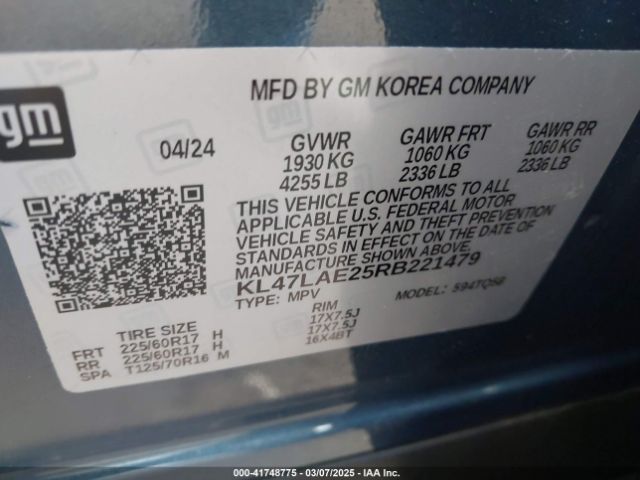 gm
MFD BY GM KOREA COMPANY
04/24
GVWR
1930 KG
4255 LB
GAWR FRT
1060 KG
2336 LB
GAWR RR
1060 KG
2336 LB
THIS VEHICLE CONFORMS TO ALL
APPLICABLE U.S. FEDERAL MOTOR
VEHICLE SAFETY AND THEFT PREVENTION
STANDARDS IN EFFECT ON THE DATE OF
MANUFACTURE SHOWN ABOVE.
KL47LAE25RB221479
TYPE: MPV
MODEL: 594TQ58
TIRE SIZE RIM
FRT 225/60R17 H 17X7.5J
RR 225/60R17 H 17X7.5J
SPA T125/70R16 M 16X4BT
On: 41748775 — 03/07/2025 — IAA Inc.